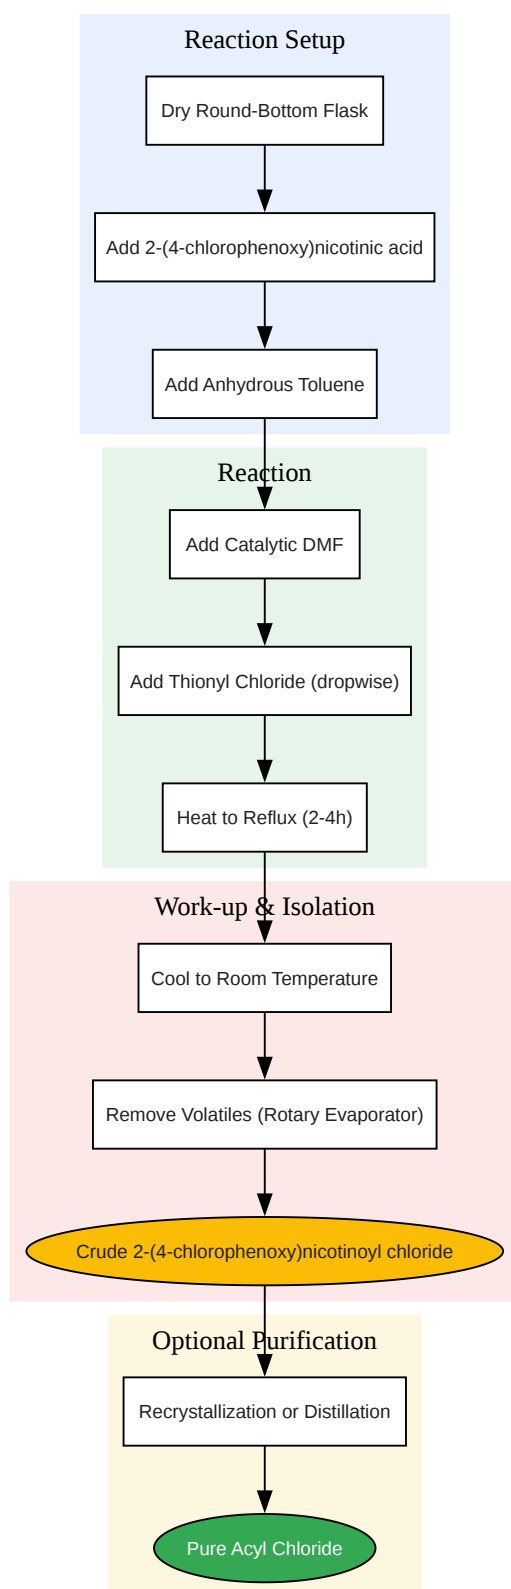 Reaction Setup
Dry Round-Bottom Flask
Add 2-(4-chlorophenoxy)nicotinic acid
Add Anhydrous Toluene
Reaction
Add Catalytic DMF
Add Thionyl Chloride (dropwise)
Heat to Reflux (2-4h)
Work-up & Isolation
Cool to Room Temperature
Remove Volatiles (Rotary Evaporator)
Crude 2-(4-chlorophenoxy)nicotinoyl chloride
Optional Purification
Recrystallization or Distillation
Pure Acyl Chloride